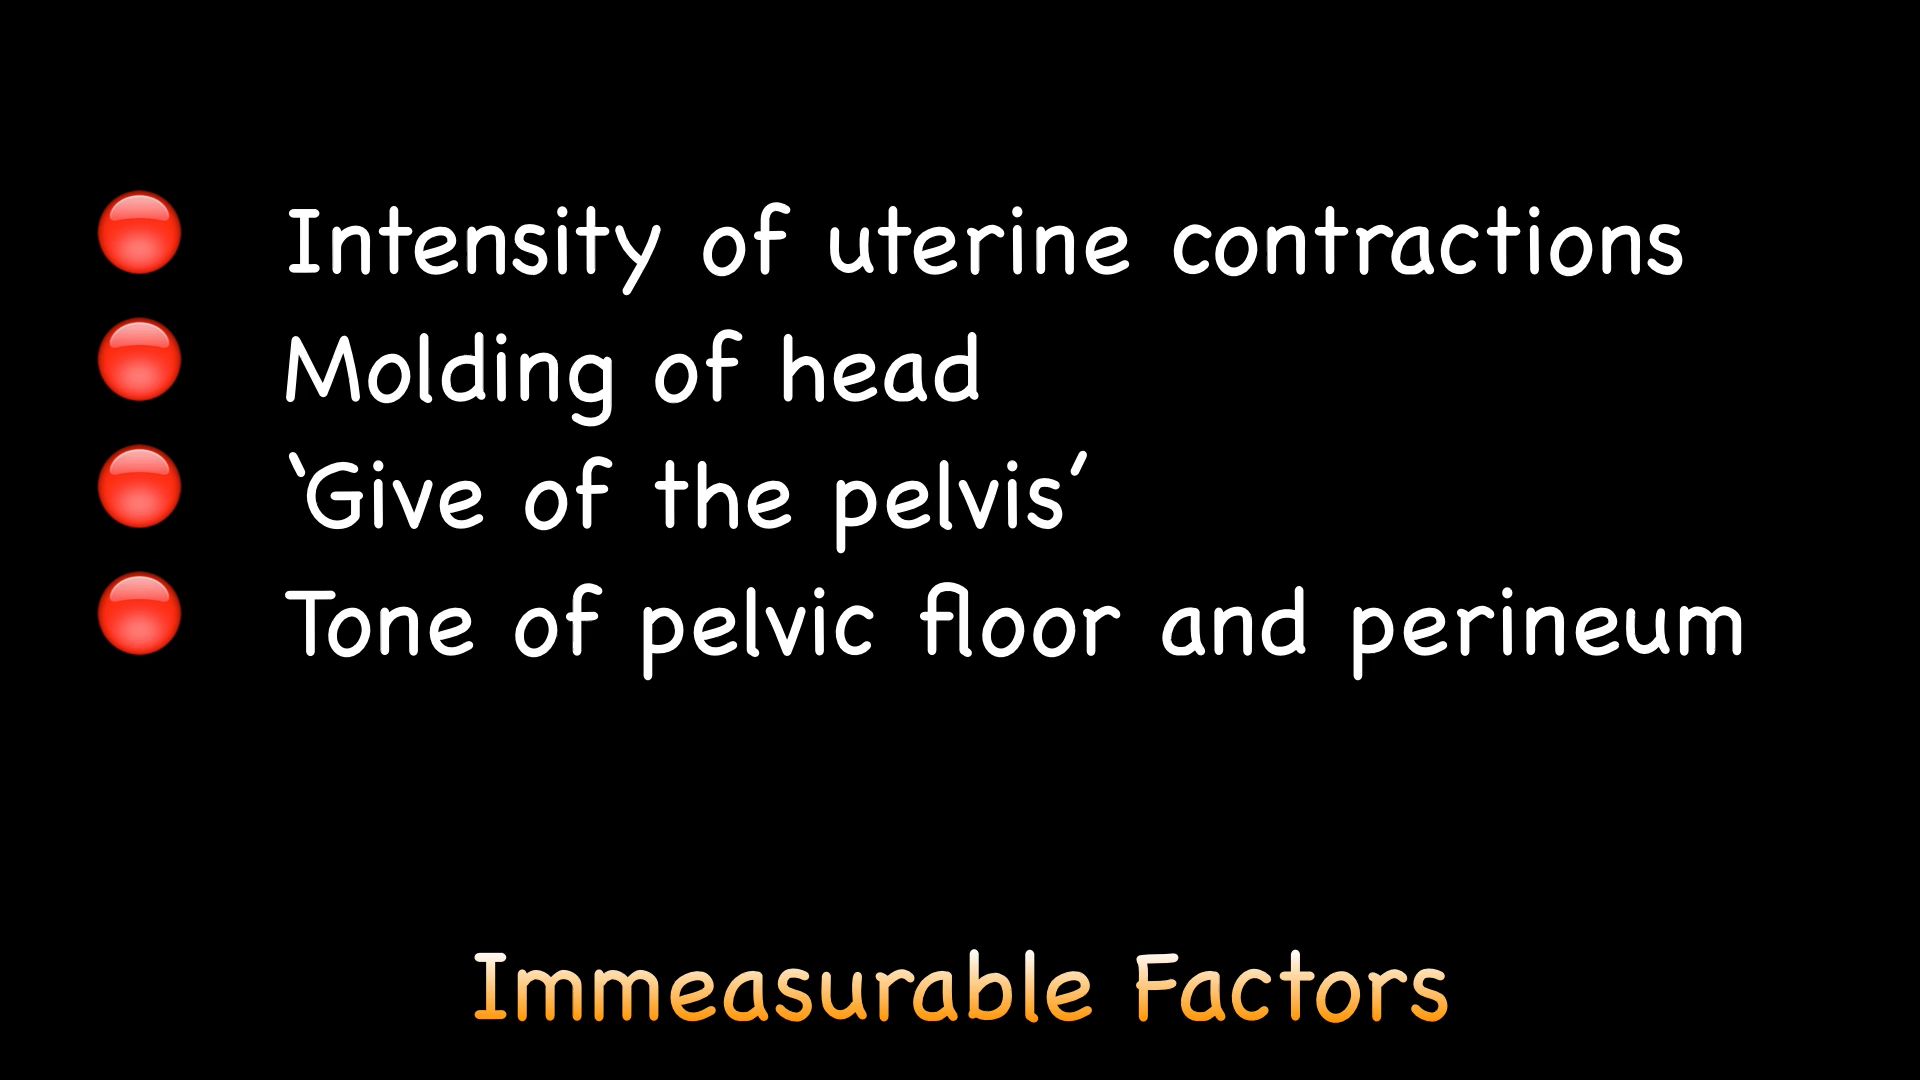 Intensity of uterine contractions
Molding of head
‘Give of the pelvis’
Tone of pelvic floor and perineum
Immeasurable Factors